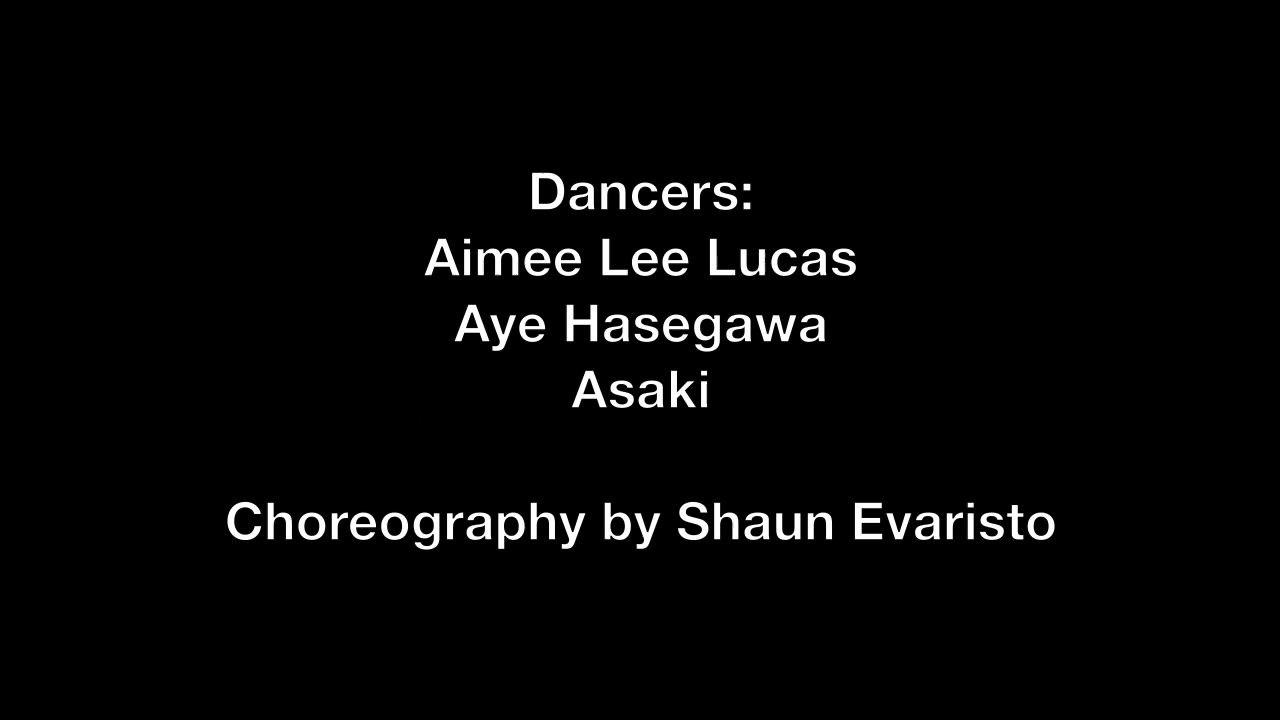 Dancers:
Aimee Lee Lucas
Aye Hasegawa
Asaki
Choreography by Shaun Evaristo